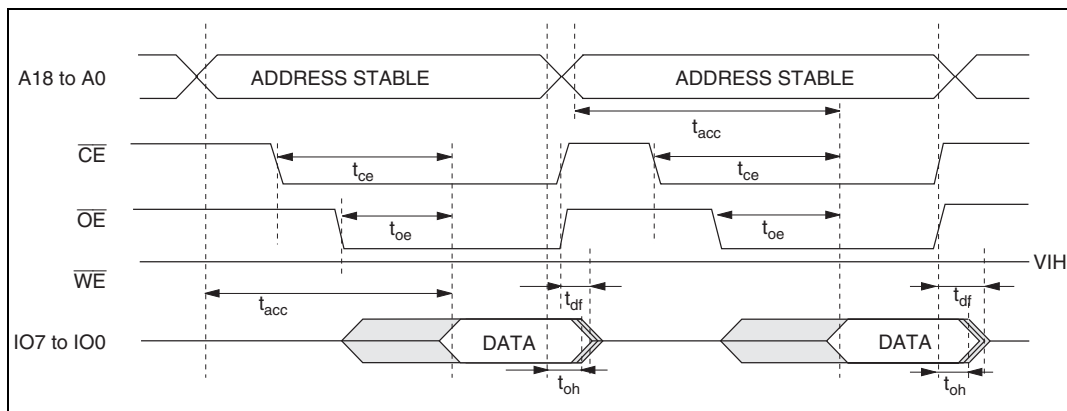 A18 to A0
ADDRESS STABLE
ADDRESS STABLE
tacc
CE
tce
tce
OE
toe
toe
WE
VIH
tacc
tdf
tdf
IO7 to IO0
DATA
DATA
toh
toh